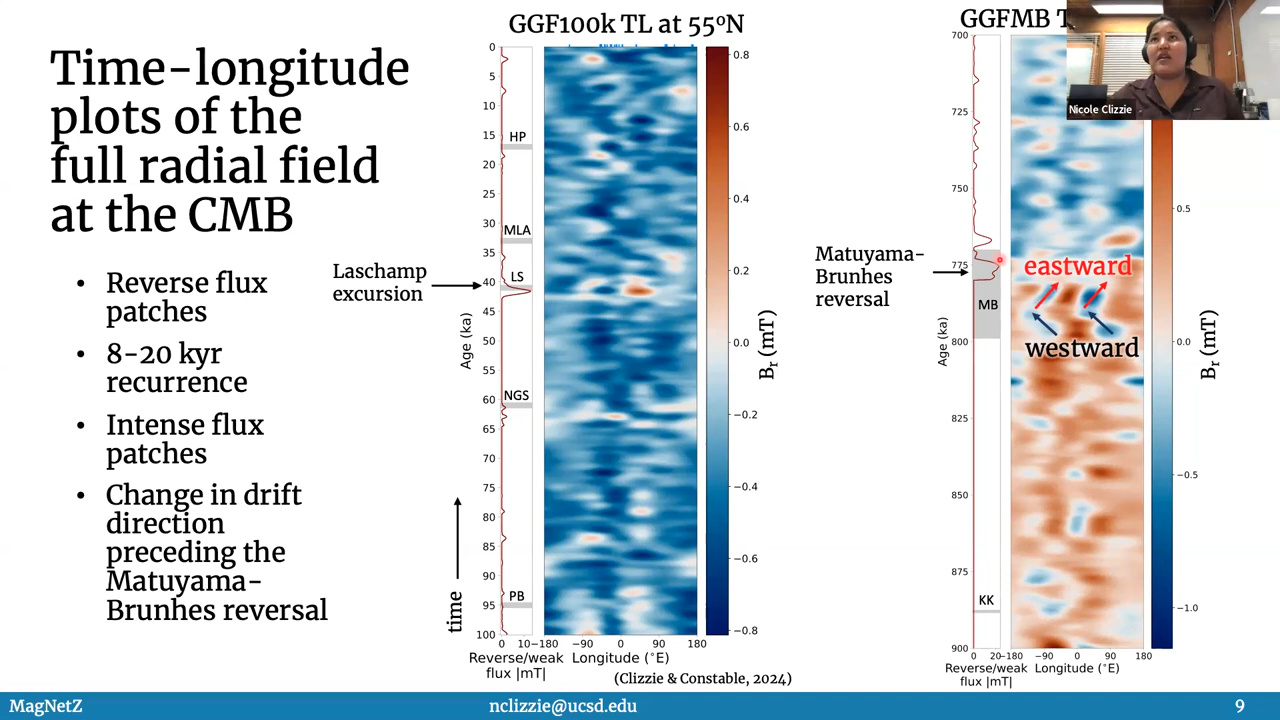 Time-longitude
plots of the
full radial field
at the CMB
• Reverse flux
patches
• 8-20 kyr
recurrence
• Intense flux
patches
• Change in drift
direction
preceding the
Matuyama-
Brunhes reversal
GGF100k TL at 55ºN
Laschamp
excursion
time
Age (ka)
0
5
10
15
20
25
30
35
40
45
50
55
60
65
70
75
80
85
90
95
100
HP
MLA
LS
NGS
PB
0 10 −180 −90 0 90 180
Reverse/weak
flux |mT|
Longitude (°E)
0.8
0.6
0.4
0.2
0.0
−0.2
−0.4
−0.6
−0.8
Br (mT)
(Clizzie & Constable, 2024)
GGFMB
Nicole Clizzie
Matuyama-
Brunhes
reversal
Age (ka)
700
725
750
775
800
825
850
875
900
MB
KK
eastward
westward
0 20 −180 −90 0 90 180
Reverse/weak
flux |mT|
Longitude (°E)
0.5
0.0
−0.5
−1.0
Br (mT)
MagNetZ
nclizzie@ucsd.edu
9